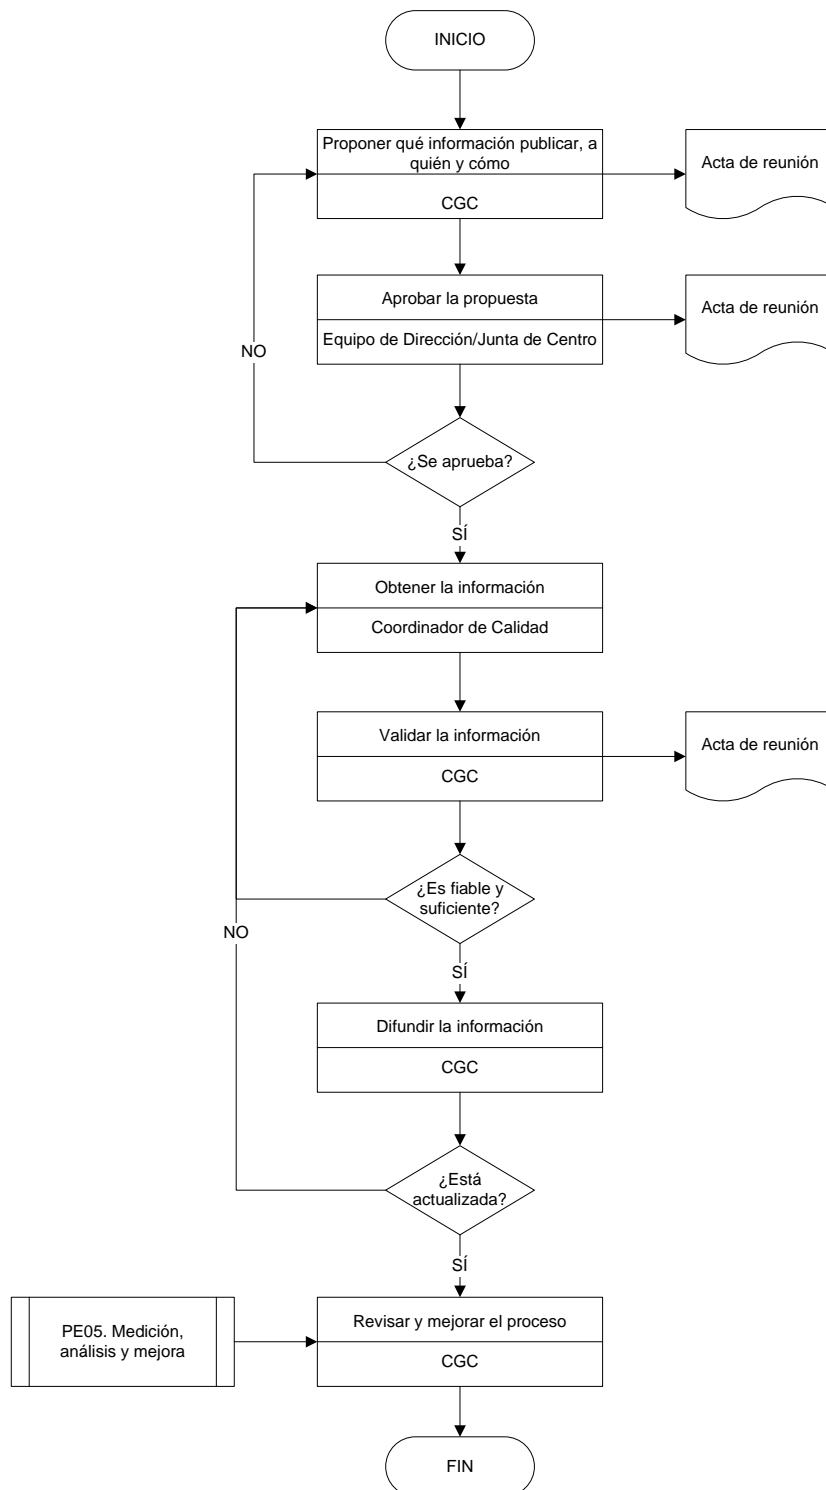 INICIO
Proponer qué información publicar, a
quién y cómo
CGC
Acta de reunión
Aprobar la propuesta
Equipo de Dirección/Junta de Centro
Acta de reunión
NO
¿Se aprueba?
SÍ
Obtener la información
Coordinador de Calidad
Validar la información
CGC
Acta de reunión
¿Es fiable y
suficiente?
NO
SÍ
Difundir la información
CGC
¿Está
actualizada?
SÍ
PE05. Medición,
análisis y mejora
Revisar y mejorar el proceso
CGC
FIN